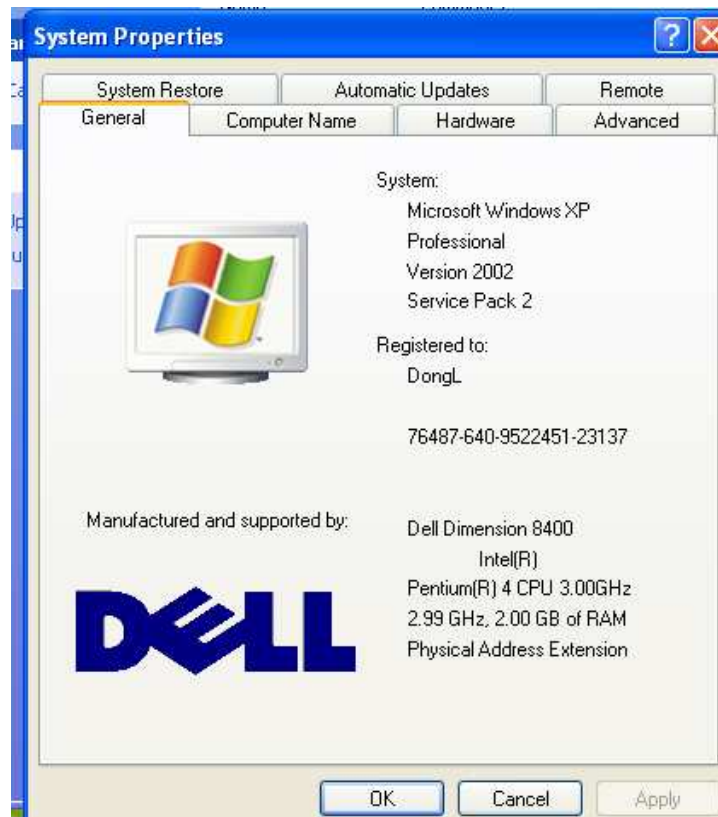 System Properties
System Restore Automatic Updates Remote
General Computer Name Hardware Advanced
System:
Microsoft Windows XP
Professional
Version 2002
Service Pack 2
Registered to:
DongL
76487-640-9522451-23137
Manufactured and supported by:
DELL
Dell Dimension 8400
Intel(R)
Pentium(R) 4 CPU 3.00GHz
2.99 GHz, 2.00 GB of RAM
Physical Address Extension
OK Cancel Apply